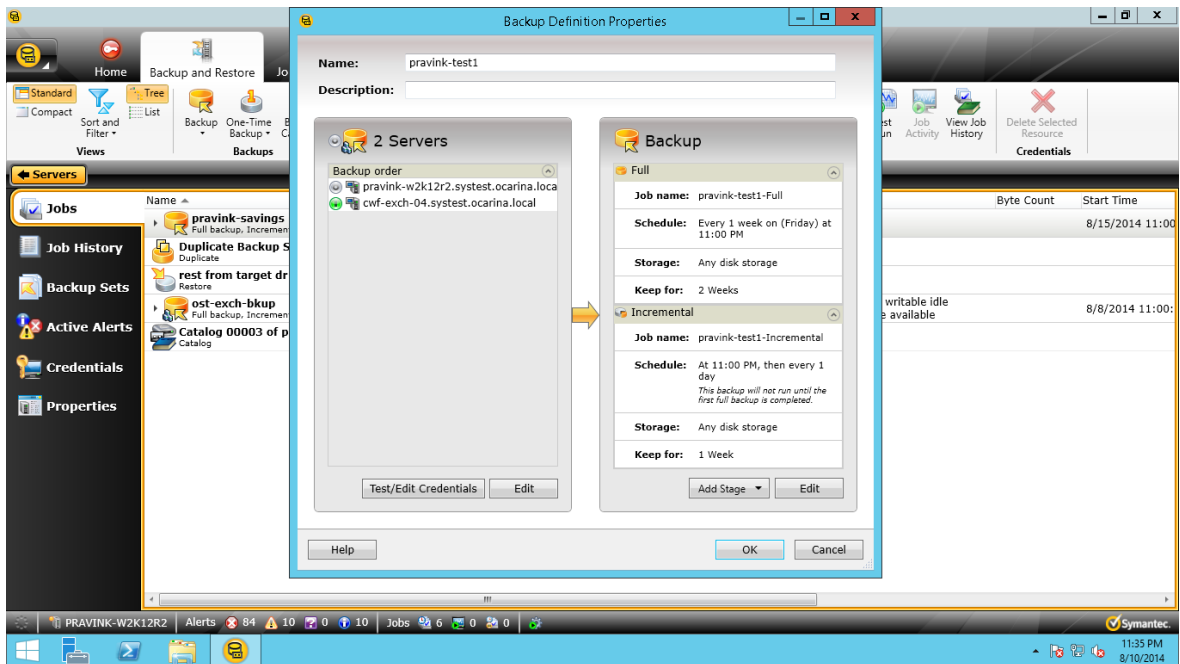 Backup Definition Properties
Home
Backup and Restore
Jo
Standard
Compact
Sort and
Filter
Tree
List
Views
Backup
One-Time
Backup
Backups
Job
Activity
View Job
History
Delete Selected
Resource
Credentials
Servers
Jobs
Job History
Backup Sets
Active Alerts
Credentials
Properties
Name
pravink-savings
Full backup, Incremen
Duplicate Backup S
Duplicate
rest from target dr
Restore
ost-exch-bkup
Full backup, Incremen
Catalog 00003 of p
Catalog
Name: pravink-test1
Description:
2 Servers
Backup order
pravink-w2k12r2.systest.ocarina.loca
cwf-exch-04.systest.ocarina.local
Test/Edit Credentials
Edit
Backup
Full
Job name: pravink-test1-Full
Schedule: Every 1 week on (Friday) at
11:00 PM
Storage: Any disk storage
Keep for: 2 Weeks
Incremental
Job name: pravink-test1-Incremental
Schedule: At 11:00 PM, then every 1
day
This backup will not run until the
first full backup is completed.
Storage: Any disk storage
Keep for: 1 Week
Add Stage
Edit
Help
OK
Cancel
Byte Count
Start Time
8/15/2014 11:00
writable idle
available
8/8/2014 11:00:
PRAVINK-W2K12R2
Alerts 84 10 0 10
Jobs 6 0 0
Symantec.
11:35 PM
8/10/2014